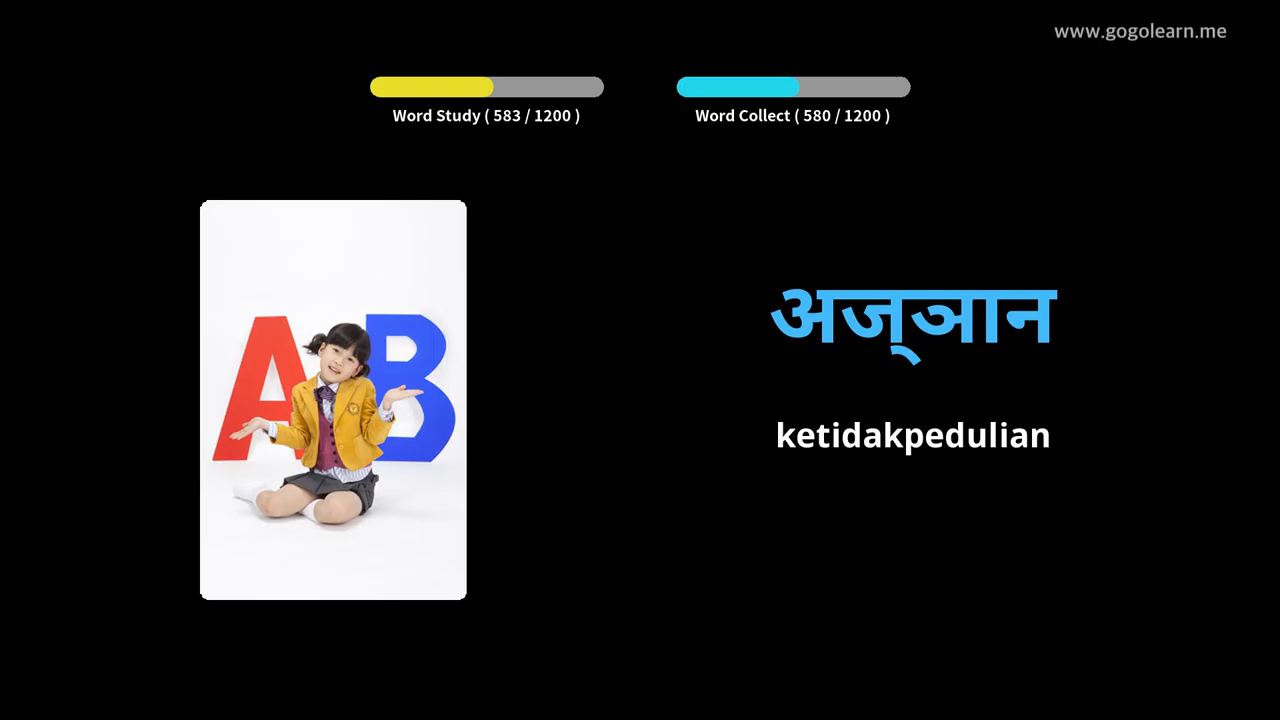 www.gogolearn.me
Word Study ( 583 / 1200 )
Word Collect ( 580 / 1200 )
A B
अज्‌ञान
ketidakpedulian